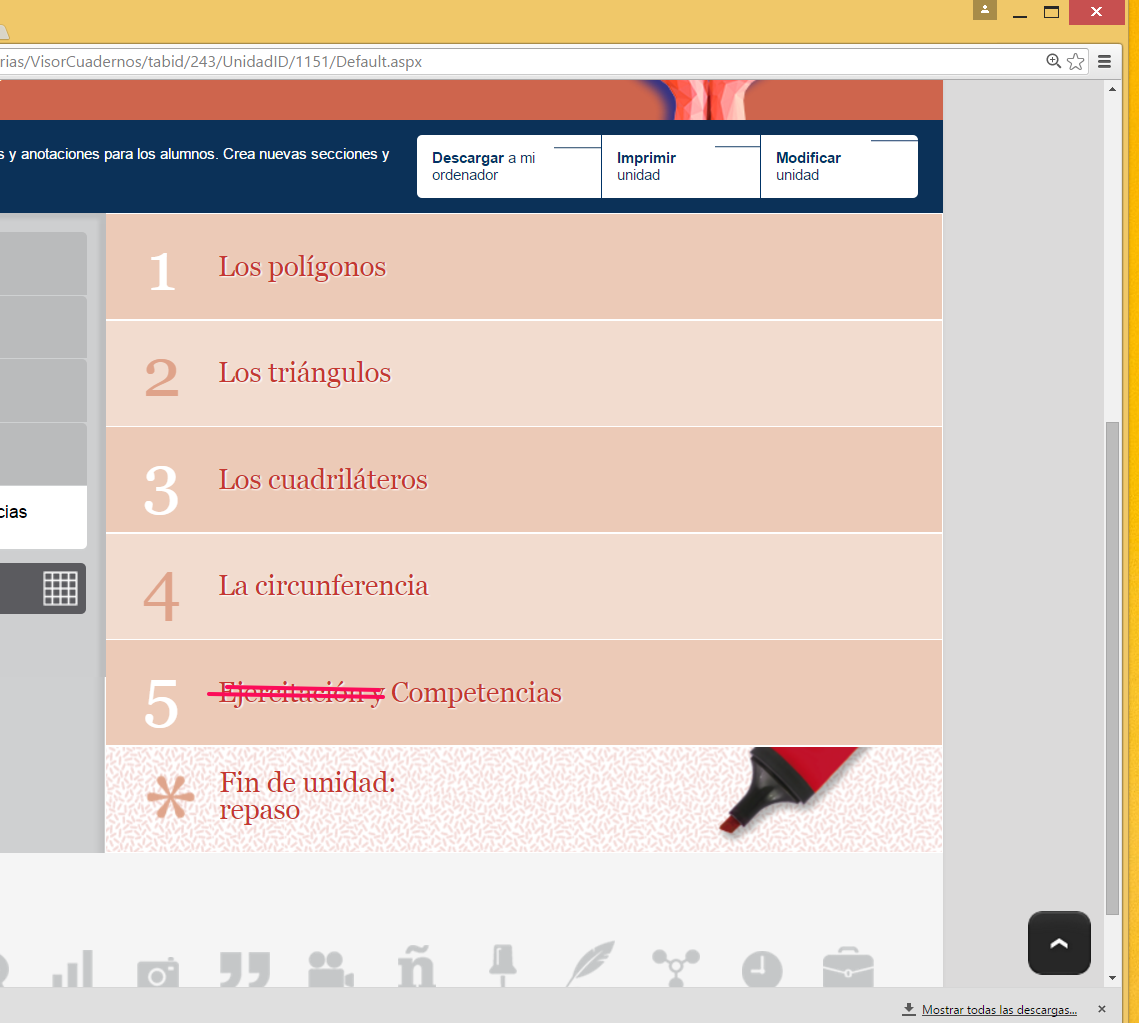 rias/VisorCuadernos/tabid/243/UnidadID/1151/Default.aspx
s y anotaciones para los alumnos. Crea nuevas secciones y
Descargar a mi
ordenador
Imprimir
unidad
Modificar
unidad
1 Los polígonos
2 Los triángulos
3 Los cuadriláteros
4 La circunferencia
cias
5 Ejercitación y Competencias
* Fin de unidad:
repaso
ñ
Mostrar todas las descargas...